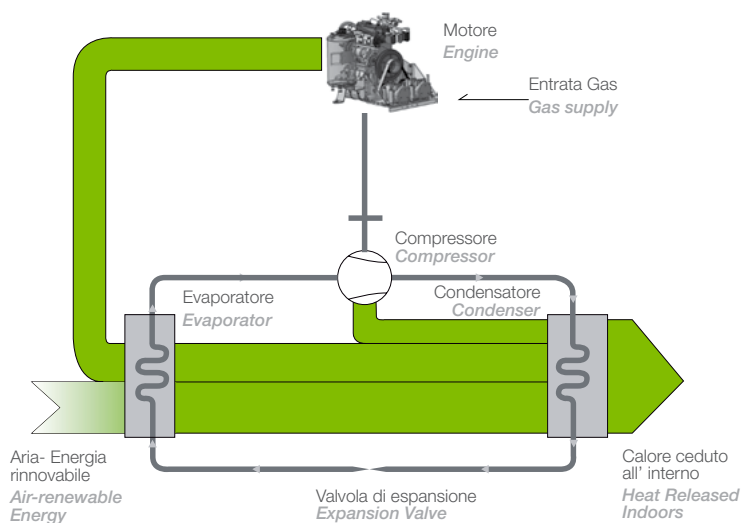 Motore
Engine
Entrata Gas
Gas supply
Compressore
Compressor
Evaporatore
Evaporator
Condensatore
Condenser
Aria- Energia
rinnovabile
Air-renewable
Energy
Valvola di espansione
Expansion Valve
Calore ceduto
all' interno
Heat Released
Indoors